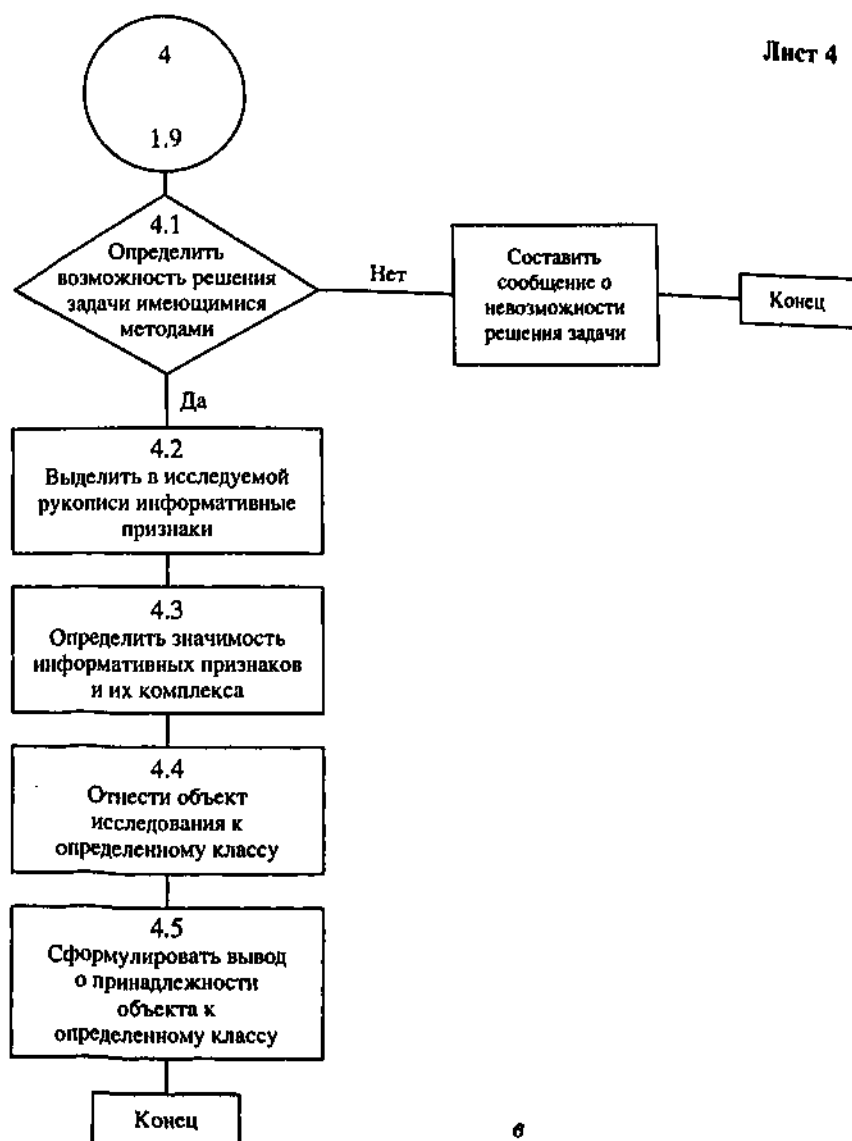 4
Лист 4
1.9
4.1
Определить
возможность решения
задачи имеющимися
методами
Нет
Составить
сообщение о
невозможности
решения задачи
Конец
Да
4.2
Выделить в исследуемой
рукописи информативные
признаки
4.3
Определить значимость
информативных признаков
и их комплекса
4.4
Отнести объект
исследования к
определенному классу
4.5
Сформулировать вывод
о принадлежности
объекта к
определенному классу
Конец
в